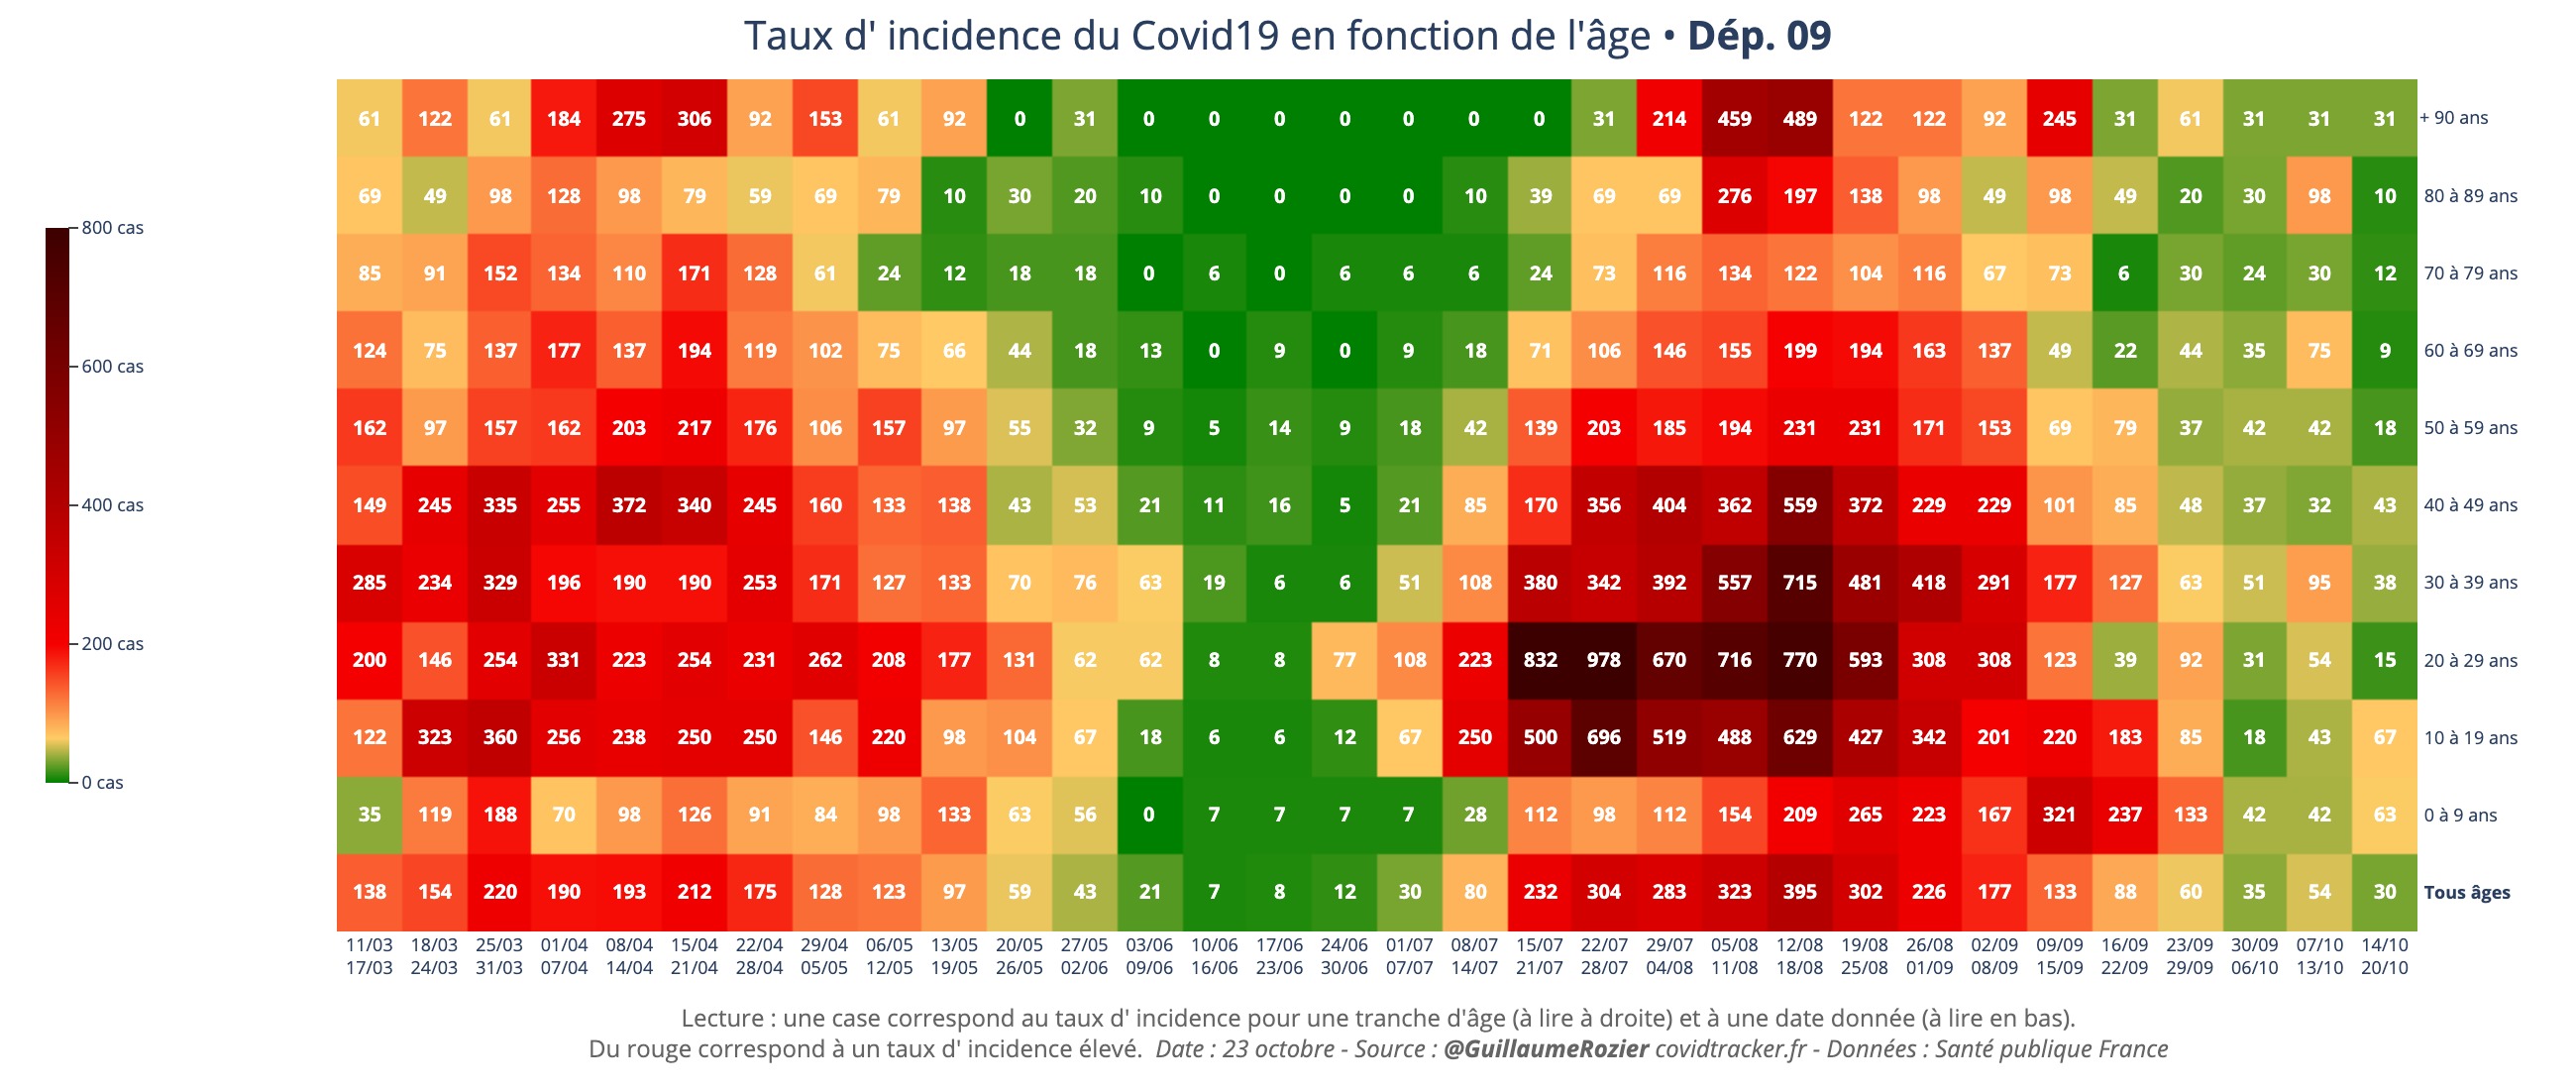 Taux d' incidence du Covid19 en fonction de l'âge • Dép. 09
800 cas
600 cas
400 cas
200 cas
0 cas
61 122 61 184 275 306 92 153 61 92 0 31 0 0 0 0 0 0 0 31 214 459 489 122 122 92 245 31 61 31 31 31 + 90 ans
69 49 98 128 98 79 59 69 79 10 30 20 10 0 0 0 0 10 39 69 69 276 197 138 98 49 98 49 20 30 98 10 80 à 89 ans
85 91 152 134 110 171 128 61 24 12 18 18 0 6 0 6 6 6 24 73 116 134 122 104 116 67 73 6 30 24 30 12 70 à 79 ans
124 75 137 177 137 194 119 102 75 66 44 18 13 0 9 0 9 18 71 106 146 155 199 194 163 137 49 22 44 35 75 9 60 à 69 ans
162 97 157 162 203 217 176 106 157 97 55 32 9 5 14 9 18 42 139 203 185 194 231 231 171 153 69 79 37 42 42 18 50 à 59 ans
149 245 335 255 372 340 245 160 133 138 43 53 21 11 16 5 21 85 170 356 404 362 559 372 229 229 101 85 48 37 32 43 40 à 49 ans
285 234 329 196 190 190 253 171 127 133 70 76 63 19 6 6 51 108 380 342 392 557 715 481 418 291 177 127 63 51 95 38 30 à 39 ans
200 146 254 331 223 254 231 262 208 177 131 62 62 8 8 77 108 223 832 978 670 716 770 593 308 308 123 39 92 31 54 15 20 à 29 ans
122 323 360 256 238 250 250 146 220 98 104 67 18 6 6 12 67 250 500 696 519 488 629 427 342 201 220 183 85 18 43 67 10 à 19 ans
35 119 188 70 98 126 91 84 98 133 63 56 0 7 7 7 7 28 112 98 112 154 209 265 223 167 321 237 133 42 42 63 0 à 9 ans
138 154 220 190 193 212 175 128 123 97 59 43 21 7 8 12 30 80 232 304 283 323 395 302 226 177 133 88 60 35 54 30 Tous âges
11/03 18/03 25/03 01/04 08/04 15/04 22/04 29/04 06/05 13/05 20/05 27/05 03/06 10/06 17/06 24/06 01/07 08/07 15/07 22/07 29/07 05/08 12/08 19/08 26/08 02/09 09/09 16/09 23/09 30/09 07/10 14/10
17/03 24/03 31/03 07/04 14/04 21/04 28/04 05/05 12/05 19/05 26/05 02/06 09/06 16/06 23/06 30/06 07/07 14/07 21/07 28/07 04/08 11/08 18/08 25/08 01/09 08/09 15/09 22/09 29/09 06/10 13/10 20/10
Lecture : une case correspond au taux d' incidence pour une tranche d'âge (à lire à droite) et à une date donnée (à lire en bas).
Du rouge correspond à un taux d' incidence élevé. Date : 23 octobre - Source : @GuillaumeRozier covidtracker.fr - Données : Santé publique France